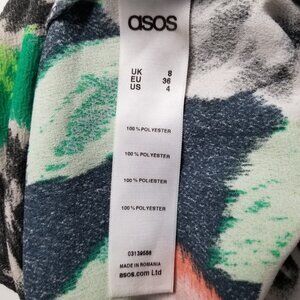 asos
UK 8
EU 36
US 4
100% POLYESTER
100% POLYESTER
100% POLIESTER
100% POLYESTER
03139586
MADE IN ROMANIA
asos.com Ltd